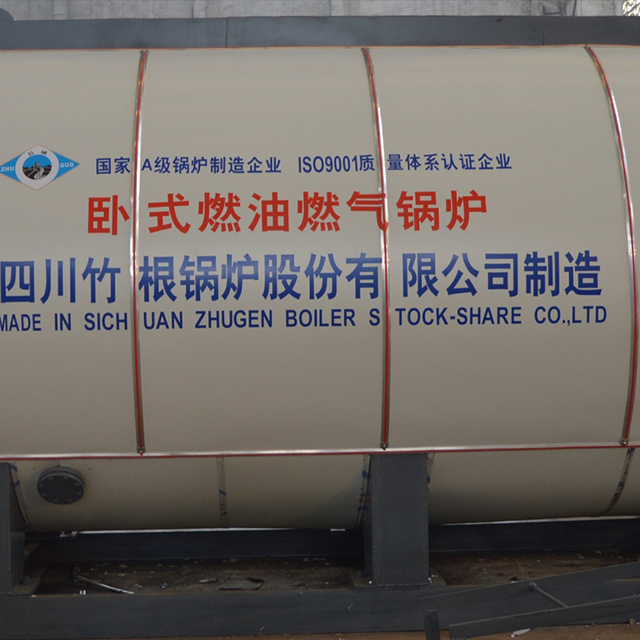 ZHU GUO
国家A级锅炉制造企业 ISO9001质量体系认证企业
卧式燃油燃气锅炉
四川竹根锅炉股份有限公司制造
MADE IN SICHUAN ZHUGEN BOILER STOCK-SHARE CO.,LTD